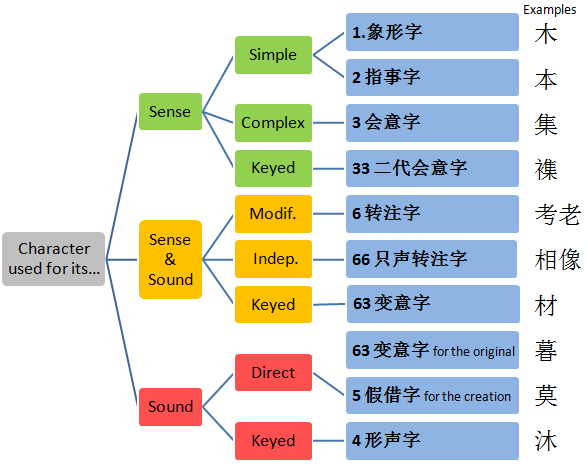 Examples
Character
used for its...
Sense
Simple
1.象形字
木
2 指事字
本
Complex
3 会意字
集
Keyed
33 二代会意字
襍
Sense
&
Sound
Modif.
6 转注字
考老
Indep.
66 只声转注字
相像
Keyed
63 变意字
材
Sound
Direct
63 变意字 for the original
暮
5 假借字 for the creation
莫
Keyed
4 形声字
沐